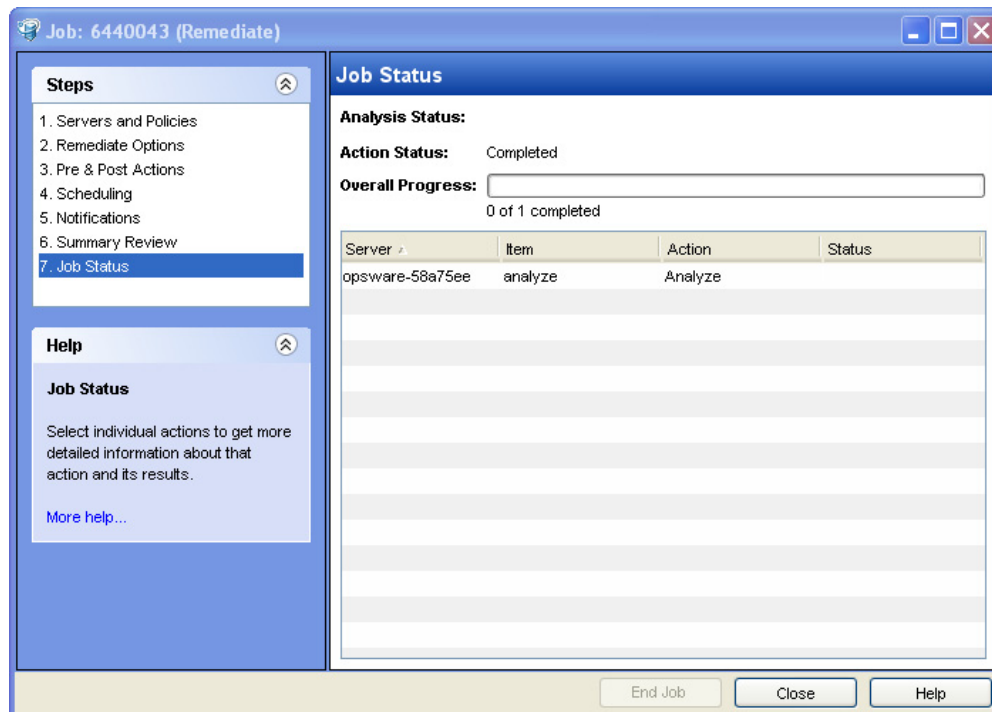 Job: 6440043 (Remediate)
Steps
1. Servers and Policies
2. Remediate Options
3. Pre & Post Actions
4. Scheduling
5. Notifications
6. Summary Review
7. Job Status
Help
Job Status
Select individual actions to get more
detailed information about that
action and its results.
More help...
Job Status
Analysis Status:
Action Status: Completed
Overall Progress:
0 of 1 completed
Server Item Action Status
opsware-58a75ee analyze Analyze
End Job Close Help